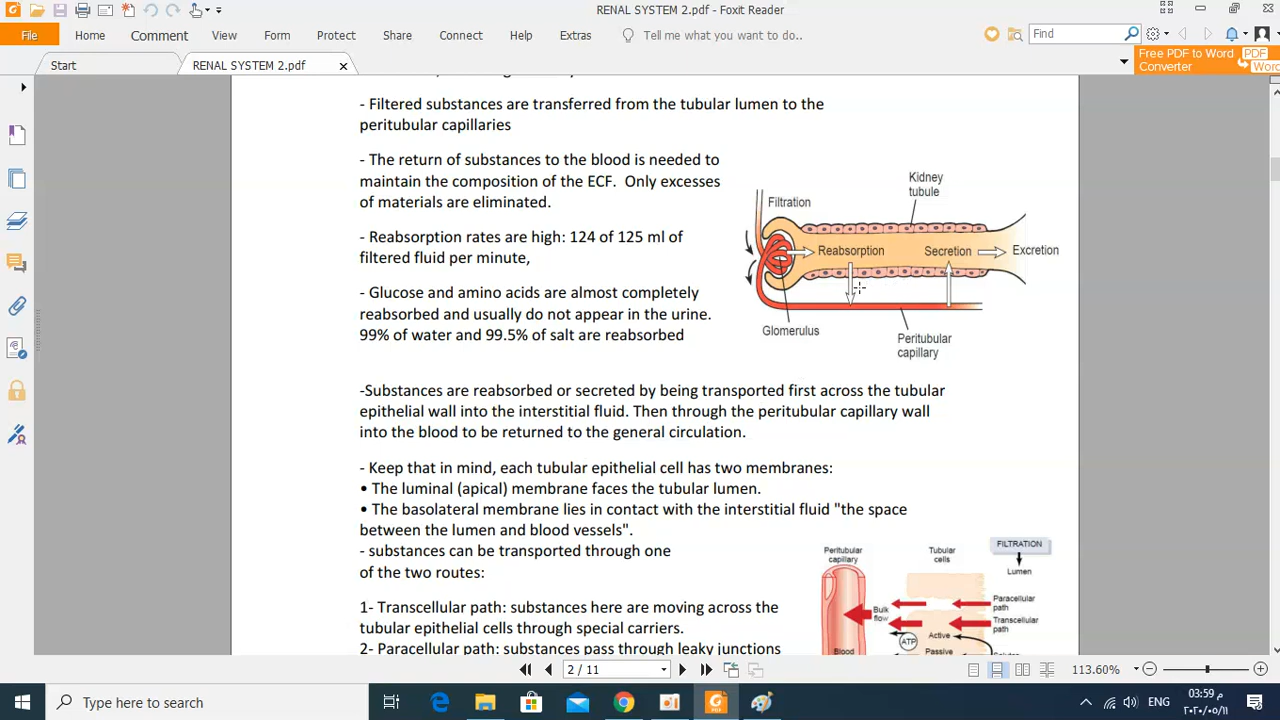 RENAL SYSTEM 2.pdf - Foxit Reader
File Home Comment View Form Protect Share Connect Help Extras Tell me what you want to do.. Find
Start RENAL SYSTEM 2.pdf
Free PDF to Word
Converter
PDF
Word
- Filtered substances are transferred from the tubular lumen to the
peritubular capillaries
- The return of substances to the blood is needed to
maintain the composition of the ECF. Only excesses
of materials are eliminated.
- Reabsorption rates are high: 124 of 125 ml of
filtered fluid per minute,
- Glucose and amino acids are almost completely
reabsorbed and usually do not appear in the urine.
99% of water and 99.5% of salt are reabsorbed
Kidney
tubule
Filtration
Reabsorption
Secretion
Excretion
Glomerulus
Peritubular
capillary
-Substances are reabsorbed or secreted by being transported first across the tubular
epithelial wall into the interstitial fluid. Then through the peritubular capillary wall
into the blood to be returned to the general circulation.
- Keep that in mind, each tubular epithelial cell has two membranes:
• The luminal (apical) membrane faces the tubular lumen.
• The basolateral membrane lies in contact with the interstitial fluid "the space
between the lumen and blood vessels".
- substances can be transported through one
of the two routes:
1- Transcellular path: substances here are moving across the
tubular epithelial cells through special carriers.
2- Paracellular path: substances pass through leaky junctions
FILTRATION
Peritubular
capillary
Tubular
cells
Lumen
Paracellular
path
Transcellular
path
Bulk
flow
ATP
Active
Passive
Blood
2 / 11
113.60%
Type here to search
ENG
03:59 م
٢٠٢٠/٠٥/١١